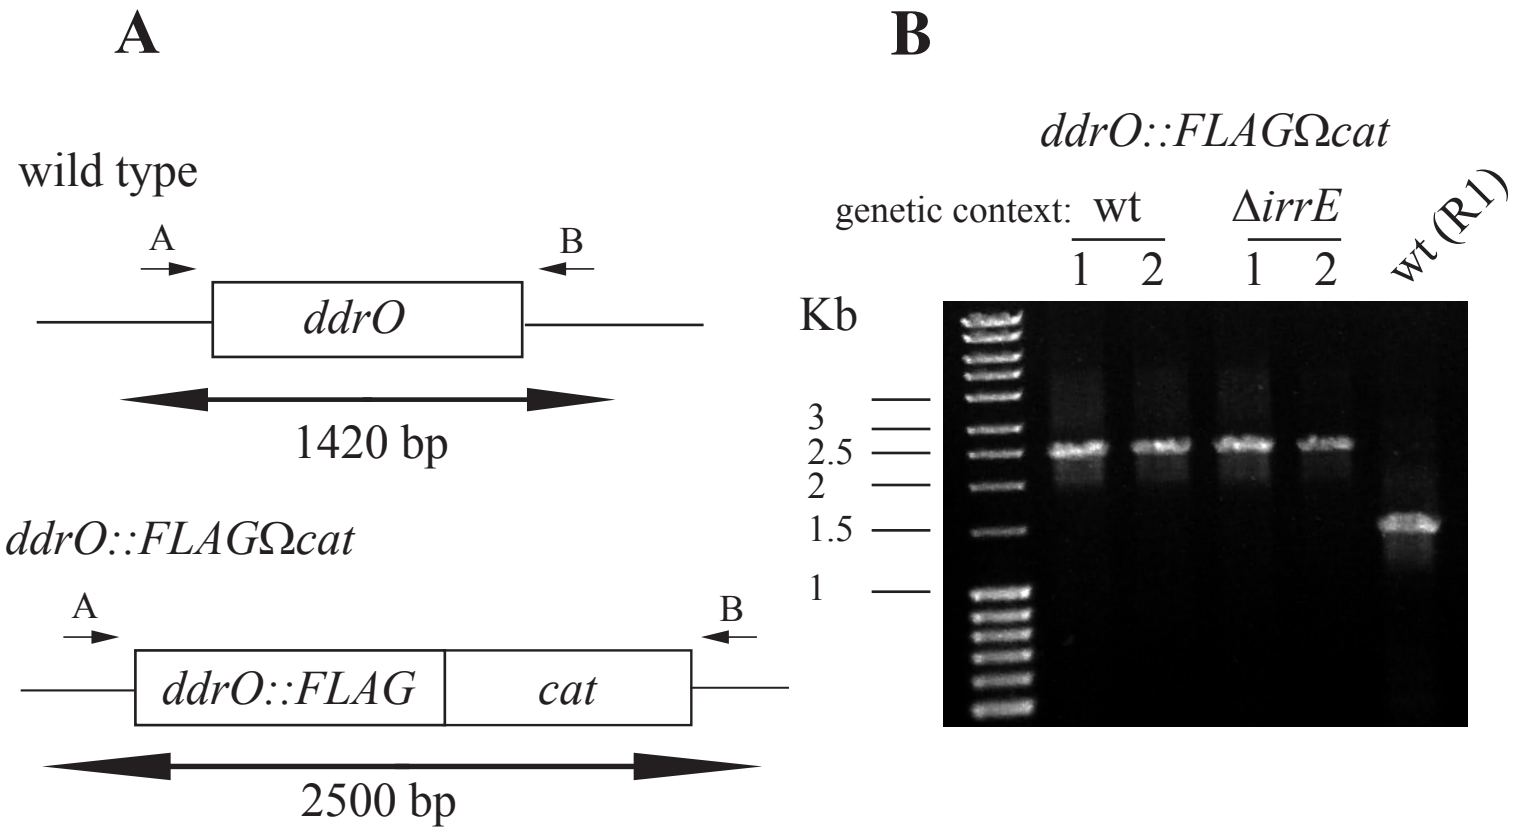 A
wild type
A
B
ddrO
1420 bp
ddrO::FLAGΩcat
A
B
ddrO::FLAG
cat
2500 bp
B
ddrO::FLAGΩcat
genetic context: wt ΔirrE
wt (R1)
1 2 1 2
Kb
3
2.5
2
1.5
1